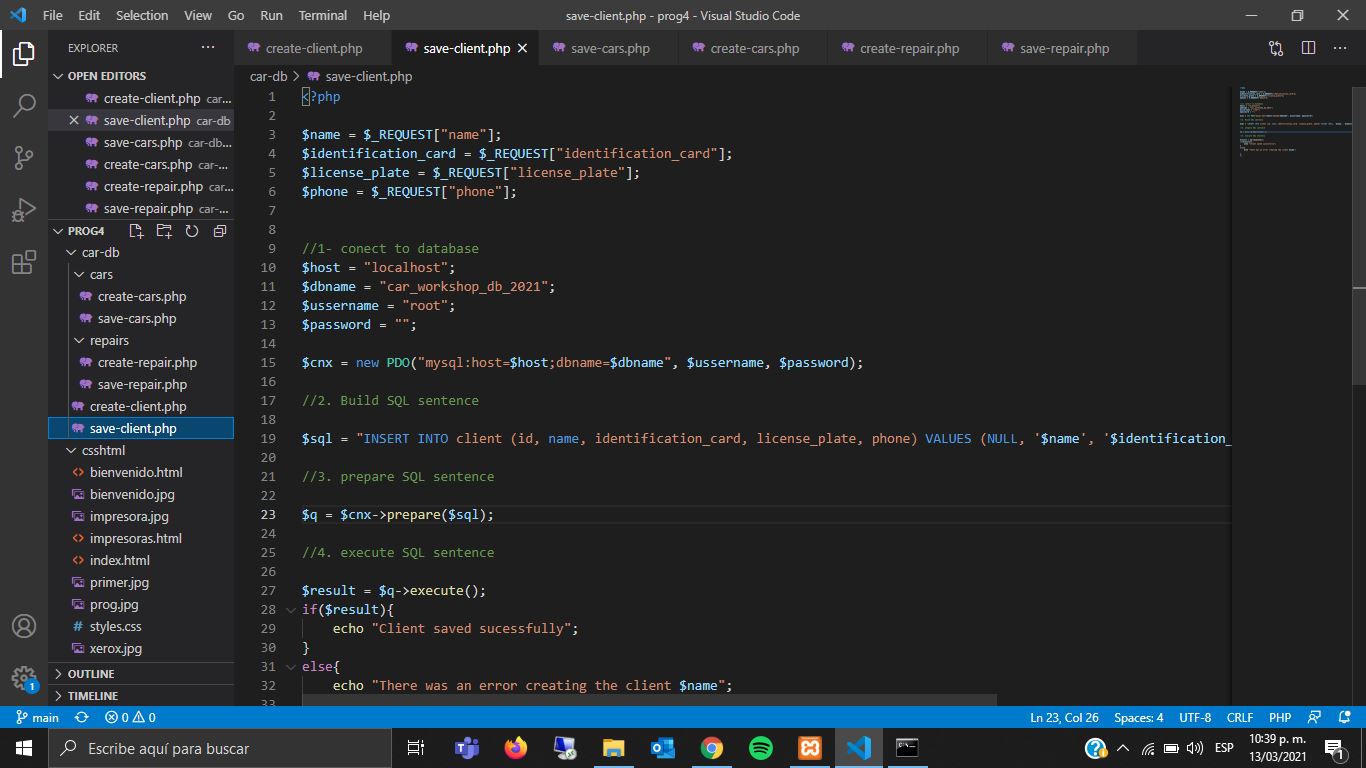 File Edit Selection View Go Run Terminal Help
save-client.php - prog4 - Visual Studio Code
EXPLORER
OPEN EDITORS
create-client.php car...
save-client.php car-db
save-cars.php car-db...
create-cars.php car-...
create-repair.php car...
save-repair.php car-...
PROG4
car-db
cars
create-cars.php
save-cars.php
repairs
create-repair.php
save-repair.php
create-client.php
save-client.php
csshtml
bienvenido.html
bienvenido.jpg
impresora.jpg
impresoras.html
index.html
primer.jpg
prog.jpg
styles.css
xerox.jpg
OUTLINE
TIMELINE
create-client.php save-client.php save-cars.php create-cars.php create-repair.php save-repair.php
car-db > save-client.php
1 <?php
2
3 $name = $_REQUEST["name"];
4 $identification_card = $_REQUEST["identification_card"];
5 $license_plate = $_REQUEST["license_plate"];
6 $phone = $_REQUEST["phone"];
7
8
9 //1- conect to database
10 $host = "localhost";
11 $dbname = "car_workshop_db_2021";
12 $ussername = "root";
13 $password = "";
14
15 $cnx = new PDO("mysql:host=$host;dbname=$dbname", $ussername, $password);
16
17 //2. Build SQL sentence
18
19 $sql = "INSERT INTO client (id, name, identification_card, license_plate, phone) VALUES (NULL, '$name', '$identification_
20
21 //3. prepare SQL sentence
22
23 $q = $cnx->prepare($sql);
24
25 //4. execute SQL sentence
26
27 $result = $q->execute();
28 if($result){
29 echo "Client saved sucessfully";
30 }
31 else{
32 echo "There was an error creating the client $name";
33
main 0 0 Ln 23, Col 26 Spaces: 4 UTF-8 CRLF PHP
1
Escribe aquí para buscar
ESP
10:39 p. m.
13/03/2021
1